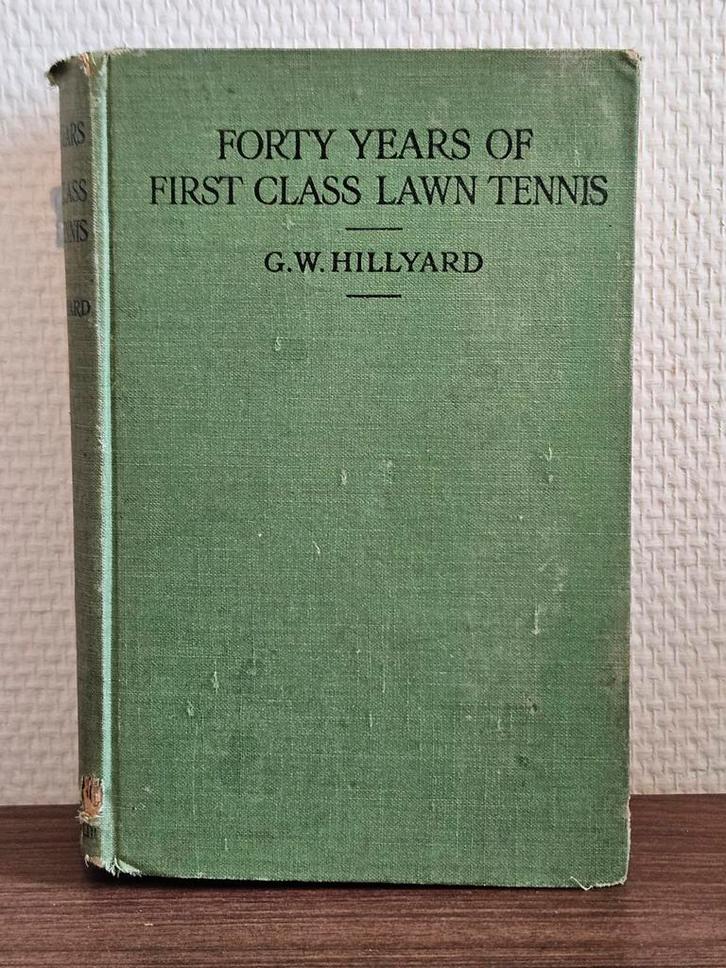 FORTY YEARS OF
FIRST CLASS LAWN TENNIS
G.W. HILLYARD